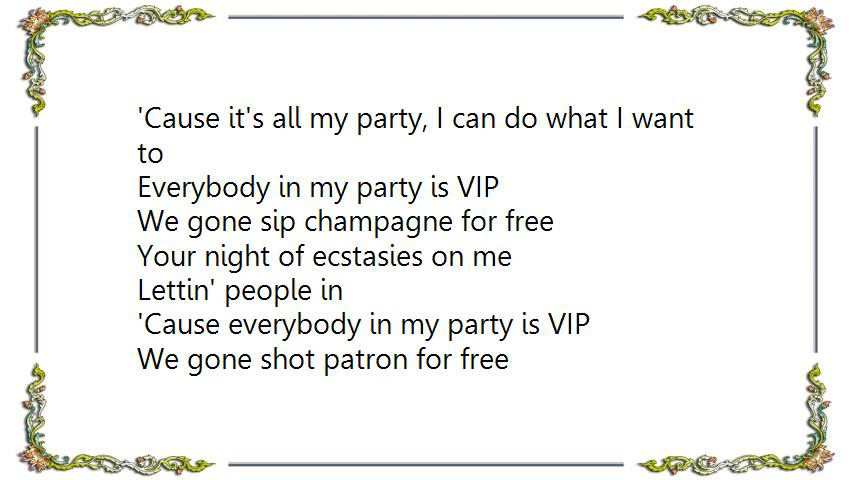 'Cause it's all my party, I can do what I want
to
Everybody in my party is VIP
We gone sip champagne for free
Your night of ecstasies on me
Lettin' people in
'Cause everybody in my party is VIP
We gone shot patron for free